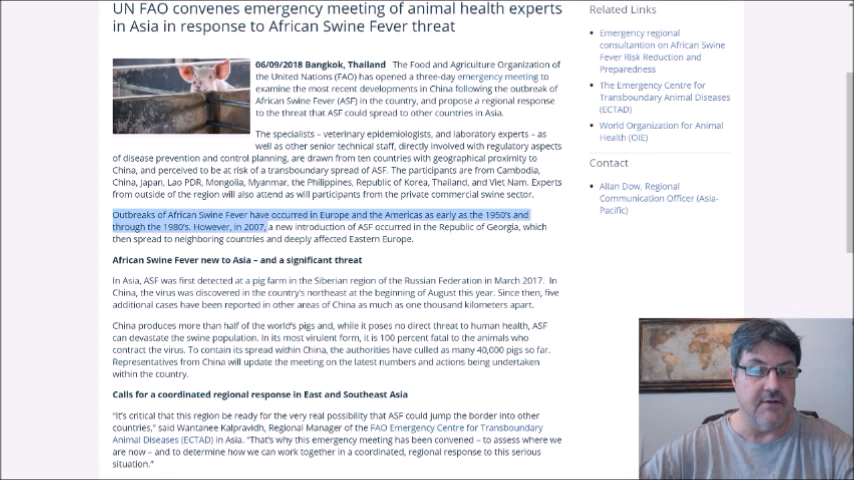 UN FAO convenes emergency meeting of animal health experts
in Asia in response to African Swine Fever threat
06/09/2018 Bangkok, Thailand The Food and Agriculture Organization of
the United Nations (FAO) has opened a three-day emergency meeting to
examine the most recent developments in China following the outbreak of
African Swine Fever (ASF) in the country, and propose a regional response
to the threat that ASF could spread to other countries in Asia.
The specialists – veterinary epidemiologists, and laboratory experts – as
well as other senior technical staff, directly involved with regulatory aspects
of disease prevention and control planning, are drawn from ten countries with geographical proximity to
China, and perceived to be at risk of a transboundary spread of ASF. The participants are from Cambodia,
China, Japan, Lao PDR, Mongolia, Myanmar, the Philippines, Republic of Korea, Thailand, and Viet Nam. Experts
from outside of the region will also attend as will participants from the private commercial swine sector.
Outbreaks of African Swine Fever have occurred in Europe and the Americas as early as the 1950's and
through the 1980's. However, in 2007, a new introduction of ASF occurred in the Republic of Georgia, which
then spread to neighboring countries and deeply affected Eastern Europe.
African Swine Fever new to Asia – and a significant threat
In Asia, ASF was first detected at a pig farm in the Siberian region of the Russian Federation in March 2017. In
China, the virus was discovered in the country's northeast at the beginning of August this year. Since then, five
additional cases have been reported in other areas of China as much as one thousand kilometers apart.
China produces more than half of the world's pigs and, while it poses no direct threat to human health, ASF
can devastate the swine population. In its most virulent form, it is 100 percent fatal to the animals who
contract the virus. To contain its spread within China, the authorities have culled as many 40,000 pigs so far.
Representatives from China will update the meeting on the latest numbers and actions being undertaken
within the country.
Calls for a coordinated regional response in East and Southeast Asia
"It's critical that this region be ready for the very real possibility that ASF could jump the border into other
countries," said Wantanee Kalpravidh, Regional Manager of the FAO Emergency Centre for Transboundary
Animal Diseases (ECTAD) in Asia. "That's why this emergency meeting has been convened – to assess where we
are now – and to determine how we can work together in a coordinated, regional response to this serious
situation."
Related Links
Emergency regional
consultantion on African Swine
Fever Risk Reduction and
Preparedness
The Emergency Centre for
Transboundary Animal Diseases
(ECTAD)
World Organization for Animal
Health (OIE)
Contact
Allan Dow, Regional
Communication Officer (Asia-
Pacific)